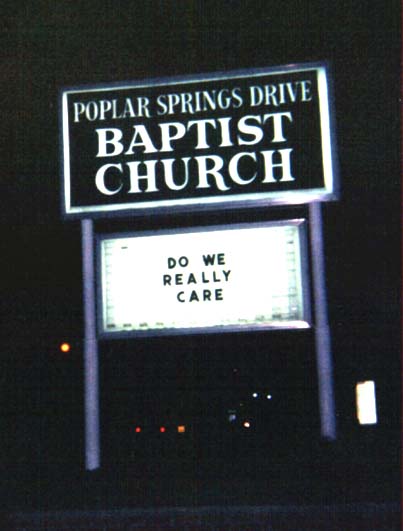 POPLAR SPRINGS DRIVE
BAPTIST
CHURCH
DO WE
REALLY
CARE